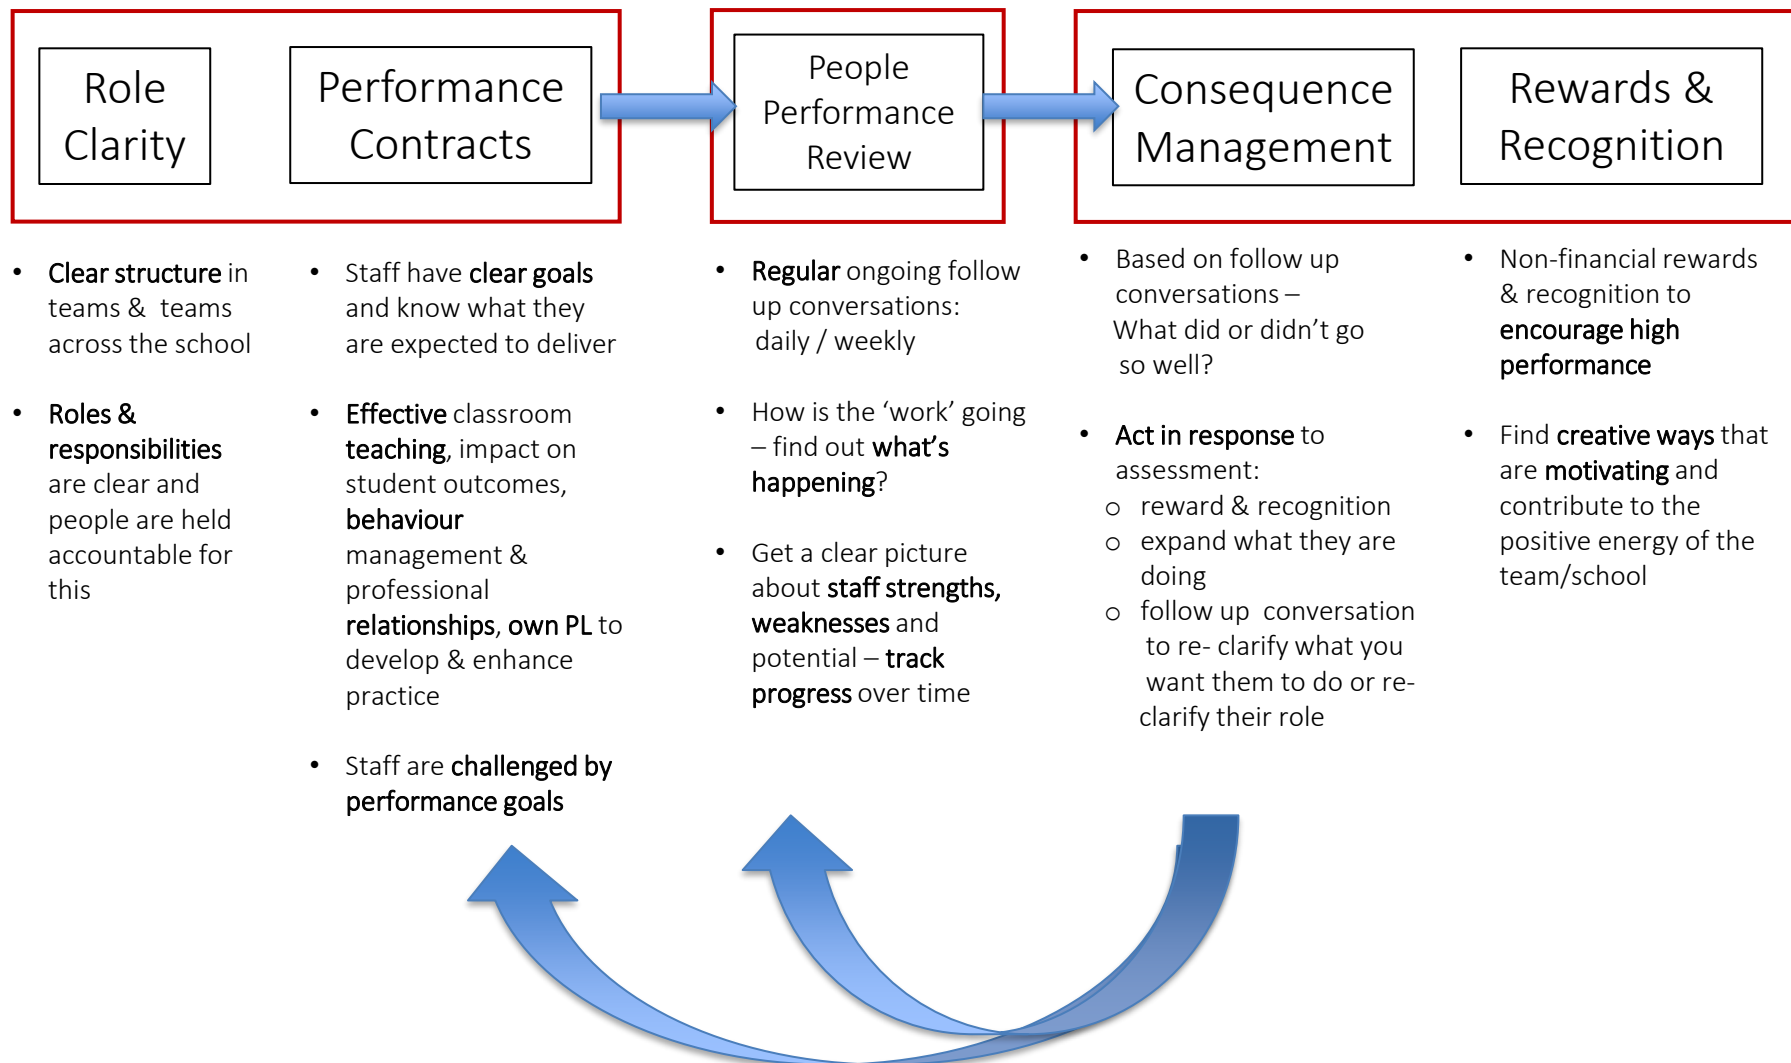 Role
Clarity
Performance
Contracts
People
Performance
Review
Consequence
Management
Rewards &
Recognition
• Clear structure in
teams & teams
across the school
• Roles &
responsibilities
are clear and
people are held
accountable for
this
• Staff have clear goals
and know what they
are expected to deliver
• Effective classroom
teaching, impact on
student outcomes,
behaviour
management &
professional
relationships, own PL to
develop & enhance
practice
• Staff are challenged by
performance goals
• Regular ongoing follow
up conversations:
daily / weekly
• How is the ‘work’ going
– find out what’s
happening?
• Get a clear picture
about staff strengths,
weaknesses and
potential – track
progress over time
• Based on follow up
conversations –
What did or didn’t go
so well?
• Act in response to
assessment:
o reward & recognition
o expand what they are
doing
o follow up conversation
to re- clarify what you
want them to do or re-
clarify their role
• Non-financial rewards
& recognition to
encourage high
performance
• Find creative ways that
are motivating and
contribute to the
positive energy of the
team/school